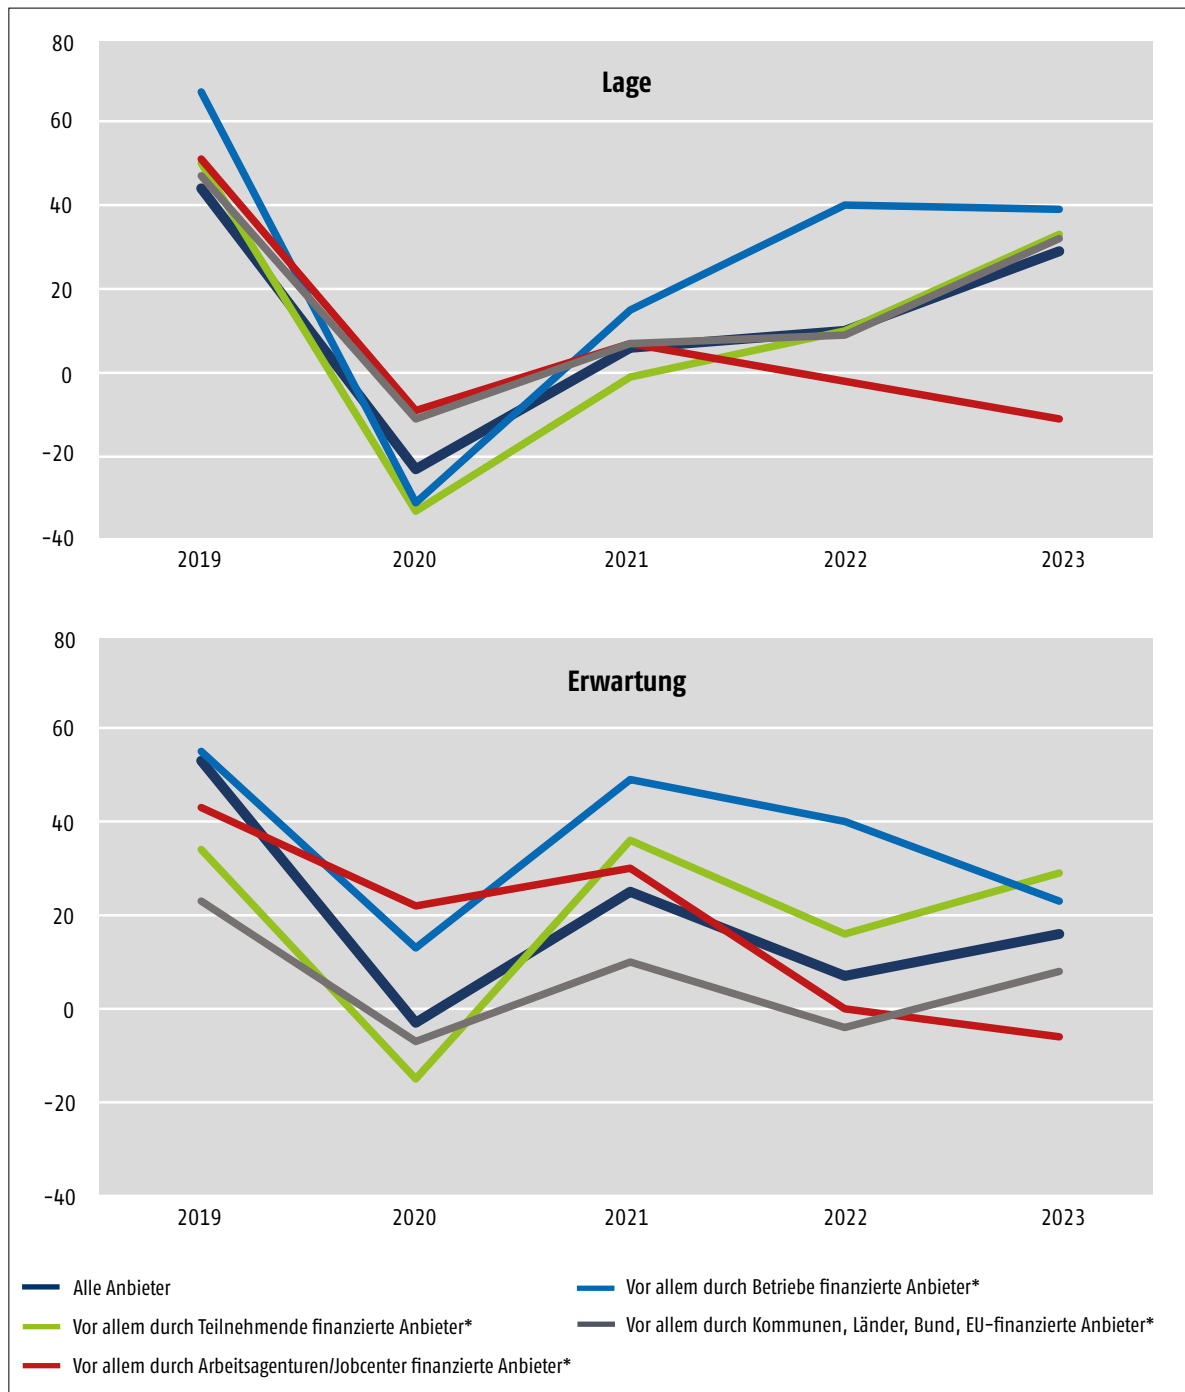 Lage
80
60
40
20
0
-20
-40
2019 2020 2021 2022 2023
Erwartung
80
60
40
20
0
-20
-40
2019 2020 2021 2022 2023
Alle Anbieter
Vor allem durch Teilnehmende finanzierte Anbieter*
Vor allem durch Arbeitsagenturen/Jobcenter finanzierte Anbieter*
Vor allem durch Betriebe finanzierte Anbieter*
Vor allem durch Kommunen, Länder, Bund, EU-finanzierte Anbieter*